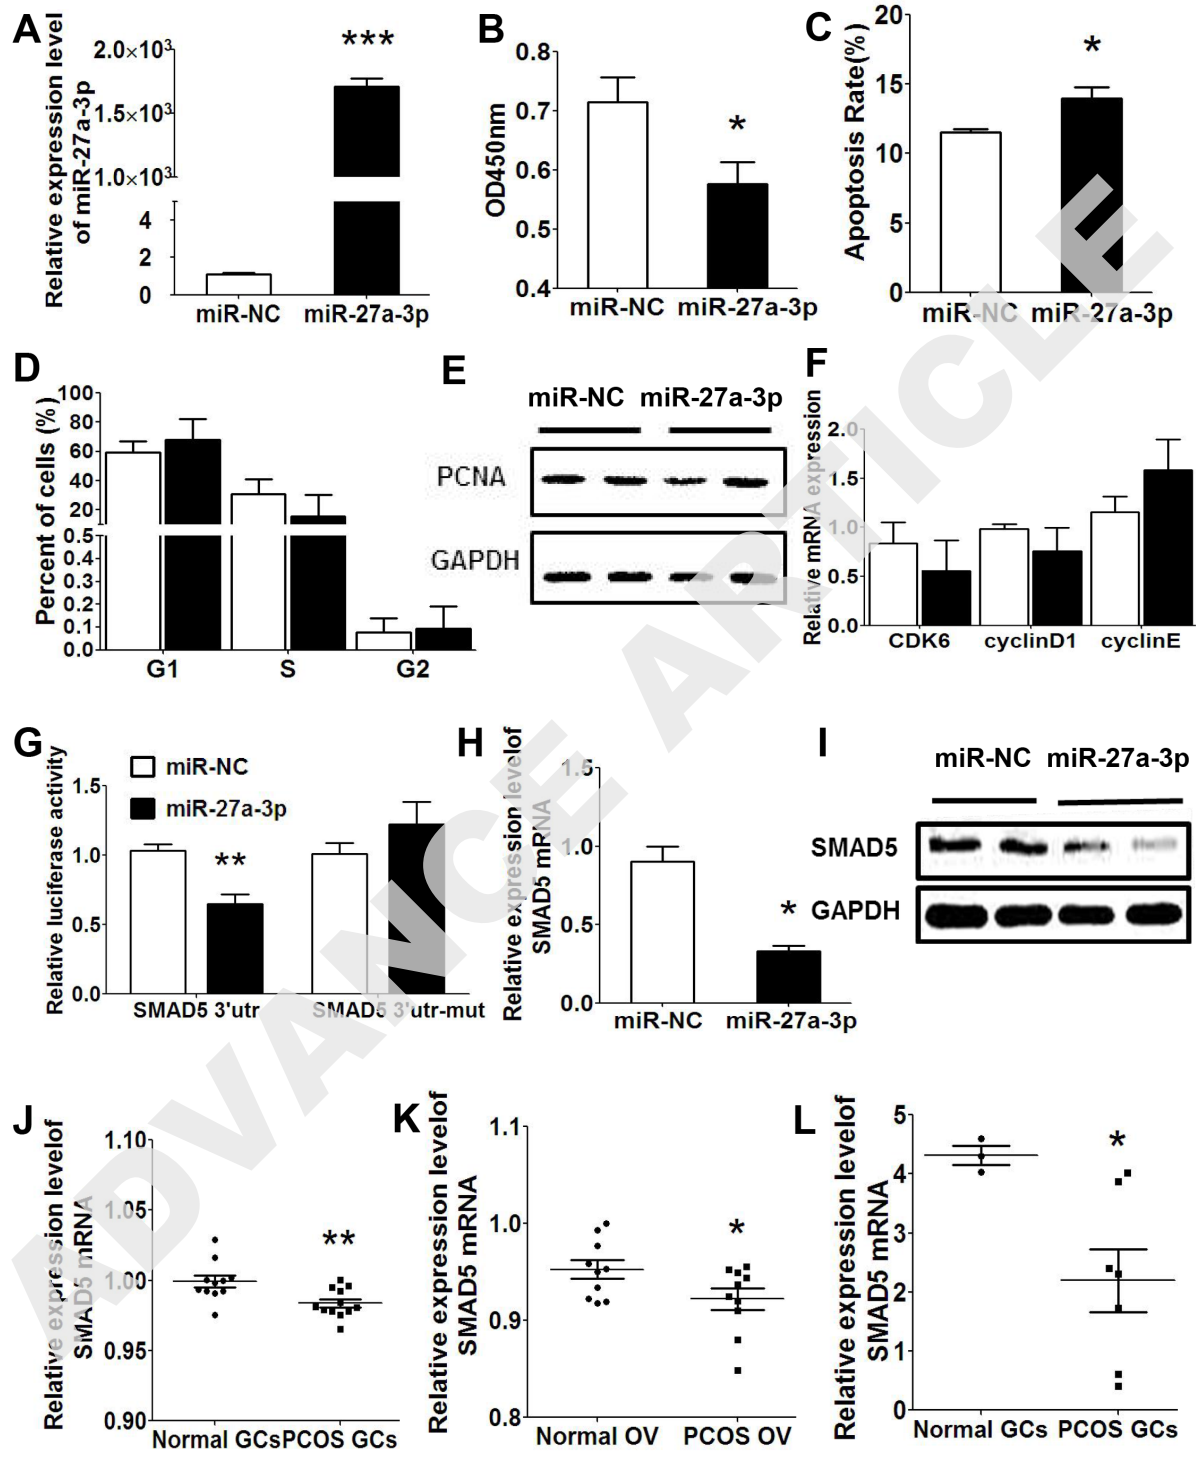 A
Relative expression level
of miR-27a-3p
2.0×10³
1.5×10³
1.0×10³
4
2
0
***
miR-NC miR-27a-3p
B
OD450nm
0.8
0.7
0.6
0.5
0.4
*
miR-NC miR-27a-3p
C
Apoptosis Rate(%)
20
15
10
5
0
*
miR-NC miR-27a-3p
D
Percent of cells (%)
100
80
60
40
20
0.5
0.4
0.3
0.2
0.1
0.0
G1 S G2
E
miR-NC miR-27a-3p
PCNA
GAPDH
F
Relative mRNA expression
2.0
1.5
1.0
0.5
0.0
CDK6 cyclinD1 cyclinE
G
Relative luciferase activity
miR-NC
miR-27a-3p
1.5
1.0
0.5
0.0
**
SMAD5 3'utr SMAD5 3'utr-mut
H
Relative expression levelof
SMAD5 mRNA
1.5
1.0
0.5
0.0
*
miR-NC miR-27a-3p
I
miR-NC miR-27a-3p
SMAD5
GAPDH
J
Relative expression levelof
SMAD5 mRNA
1.10
1.05
1.00
0.95
0.90
**
Normal GCs PCOS GCs
K
Relative expression levelof
SMAD5 mRNA
1.1
1.0
0.9
0.8
*
Normal OV PCOS OV
L
Relative expression levelof
SMAD5 mRNA
5
4
3
2
1
0
*
Normal GCs PCOS GCs
ADVANCE ARTICLE